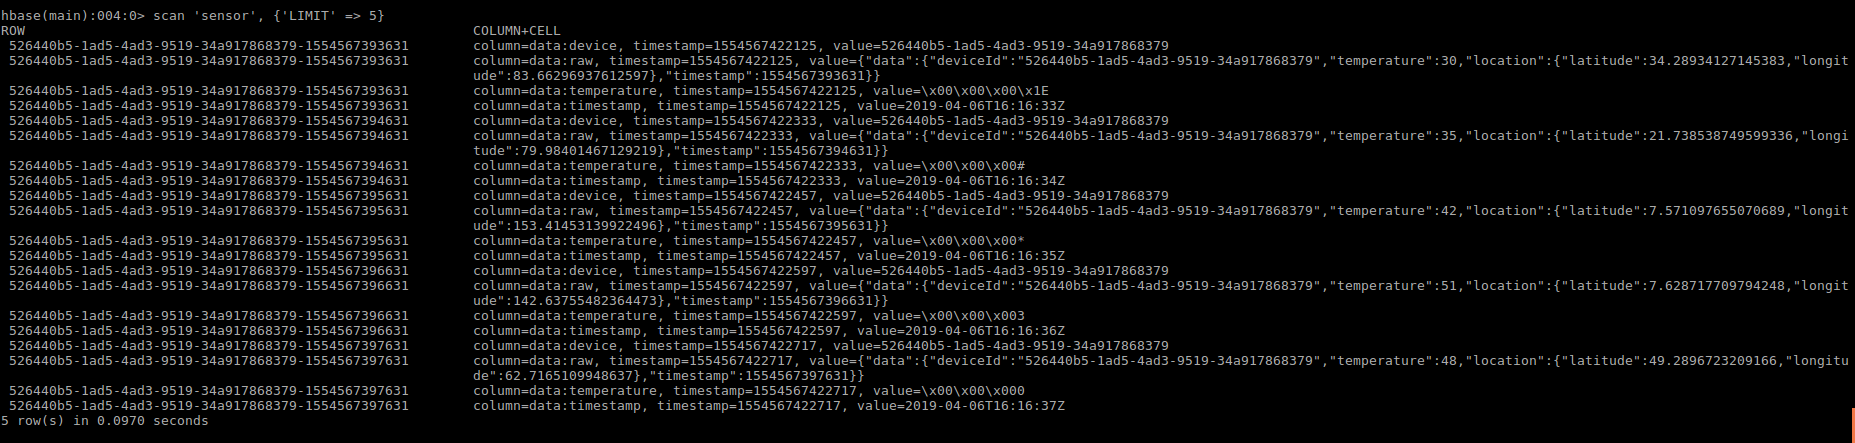 hbase(main):004:0> scan 'sensor', {'LIMIT' => 5}
ROW                                                        COLUMN+CELL
 526440b5-1ad5-4ad3-9519-34a917868379-1554567393631        column=data:device, timestamp=1554567422125, value=526440b5-1ad5-4ad3-9519-34a917868379
 526440b5-1ad5-4ad3-9519-34a917868379-1554567393631        column=data:raw, timestamp=1554567422125, value={"data":{"deviceId":"526440b5-1ad5-4ad3-9519-34a917868379","temperature":30,"location":{"latitude":34.28934127145383,"longit
                                                           ude":83.66296937612597},"timestamp":1554567393631}}
 526440b5-1ad5-4ad3-9519-34a917868379-1554567393631        column=data:temperature, timestamp=1554567422125, value=\x00\x00\x00\x1E
 526440b5-1ad5-4ad3-9519-34a917868379-1554567393631        column=data:timestamp, timestamp=1554567422125, value=2019-04-06T16:16:33Z
 526440b5-1ad5-4ad3-9519-34a917868379-1554567394631        column=data:device, timestamp=1554567422333, value=526440b5-1ad5-4ad3-9519-34a917868379
 526440b5-1ad5-4ad3-9519-34a917868379-1554567394631        column=data:raw, timestamp=1554567422333, value={"data":{"deviceId":"526440b5-1ad5-4ad3-9519-34a917868379","temperature":35,"location":{"latitude":21.738538749599336,"longi
                                                           tude":79.98401467129219},"timestamp":1554567394631}}
 526440b5-1ad5-4ad3-9519-34a917868379-1554567394631        column=data:temperature, timestamp=1554567422333, value=\x00\x00\x00#
 526440b5-1ad5-4ad3-9519-34a917868379-1554567394631        column=data:timestamp, timestamp=1554567422333, value=2019-04-06T16:16:34Z
 526440b5-1ad5-4ad3-9519-34a917868379-1554567395631        column=data:device, timestamp=1554567422457, value=526440b5-1ad5-4ad3-9519-34a917868379
 526440b5-1ad5-4ad3-9519-34a917868379-1554567395631        column=data:raw, timestamp=1554567422457, value={"data":{"deviceId":"526440b5-1ad5-4ad3-9519-34a917868379","temperature":42,"location":{"latitude":7.571097655070689,"longit
                                                           ude":153.41453139922496},"timestamp":1554567395631}}
 526440b5-1ad5-4ad3-9519-34a917868379-1554567395631        column=data:temperature, timestamp=1554567422457, value=\x00\x00\x00*
 526440b5-1ad5-4ad3-9519-34a917868379-1554567395631        column=data:timestamp, timestamp=1554567422457, value=2019-04-06T16:16:35Z
 526440b5-1ad5-4ad3-9519-34a917868379-1554567396631        column=data:device, timestamp=1554567422597, value=526440b5-1ad5-4ad3-9519-34a917868379
 526440b5-1ad5-4ad3-9519-34a917868379-1554567396631        column=data:raw, timestamp=1554567422597, value={"data":{"deviceId":"526440b5-1ad5-4ad3-9519-34a917868379","temperature":51,"location":{"latitude":7.628717709794248,"longit
                                                           ude":142.63755482364473},"timestamp":1554567396631}}
 526440b5-1ad5-4ad3-9519-34a917868379-1554567396631        column=data:temperature, timestamp=1554567422597, value=\x00\x00\x003
 526440b5-1ad5-4ad3-9519-34a917868379-1554567396631        column=data:timestamp, timestamp=1554567422597, value=2019-04-06T16:16:36Z
 526440b5-1ad5-4ad3-9519-34a917868379-1554567397631        column=data:device, timestamp=1554567422717, value=526440b5-1ad5-4ad3-9519-34a917868379
 526440b5-1ad5-4ad3-9519-34a917868379-1554567397631        column=data:raw, timestamp=1554567422717, value={"data":{"deviceId":"526440b5-1ad5-4ad3-9519-34a917868379","temperature":48,"location":{"latitude":49.2896723209166,"longitu
                                                           de":62.7165109948637},"timestamp":1554567397631}}
 526440b5-1ad5-4ad3-9519-34a917868379-1554567397631        column=data:temperature, timestamp=1554567422717, value=\x00\x00\x000
 526440b5-1ad5-4ad3-9519-34a917868379-1554567397631        column=data:timestamp, timestamp=1554567422717, value=2019-04-06T16:16:37Z
5 row(s) in 0.0970 seconds